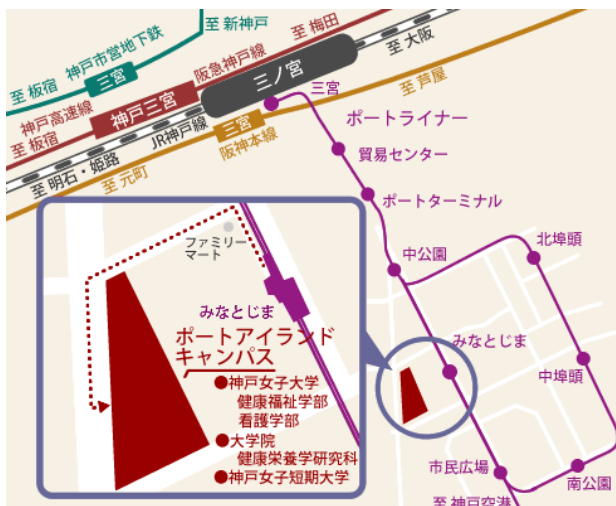 至 新神戸
神戸市営地下鉄
至 板宿
三宮
阪急神戸線
至 梅田
神戸高速線
至 板宿
神戸三宮
三ノ宮
至 大阪
JR神戸線
至 明石・姫路
三宮
阪神本線
至 元町
至 芦屋
三宮
ポートライナー
貿易センター
ポートターミナル
中公園
北埠頭
みなとじま
中埠頭
市民広場
南公園
至 神戸空港
ファミリー
マート
みなとじま
ポートアイランド
キャンパス
●神戸女子大学
健康福祉学部
看護学部
●大学院
健康栄養学研究科
●神戸女子短期大学